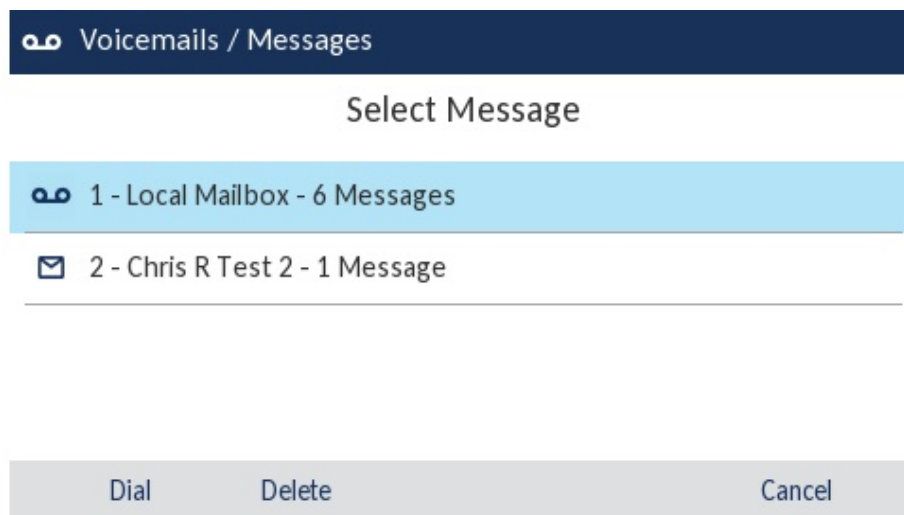 Voicemails / Messages
Select Message
1 - Local Mailbox - 6 Messages
2 - Chris R Test 2 - 1 Message
Dial Delete Cancel